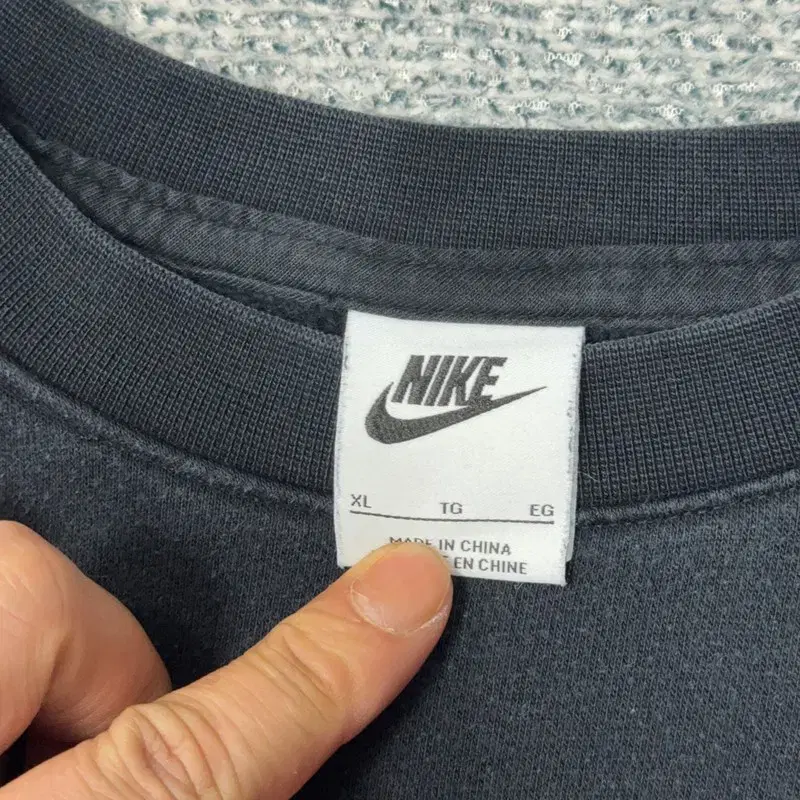 NIKE
XL TG EG
MADE IN CHINA
EN CHINE